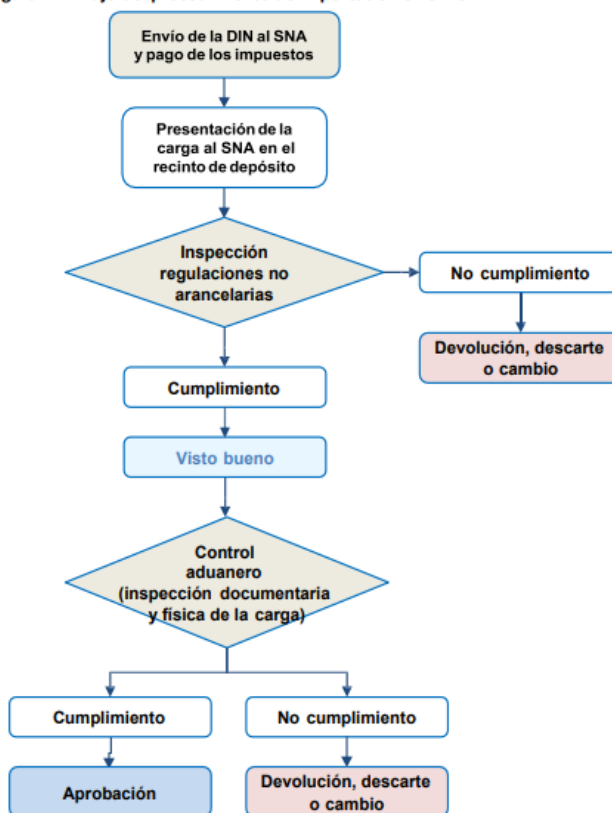 Envío de la DIN al SNA
y pago de los impuestos
Presentación de la
carga al SNA en el
recinto de depósito
Inspección
regulaciones no
arancelarias
No cumplimiento
Devolución, descarte
o cambio
Cumplimiento
Visto bueno
Control
aduanero
(inspección documentaria
y física de la carga)
Cumplimiento
No cumplimiento
Aprobación
Devolución, descarte
o cambio